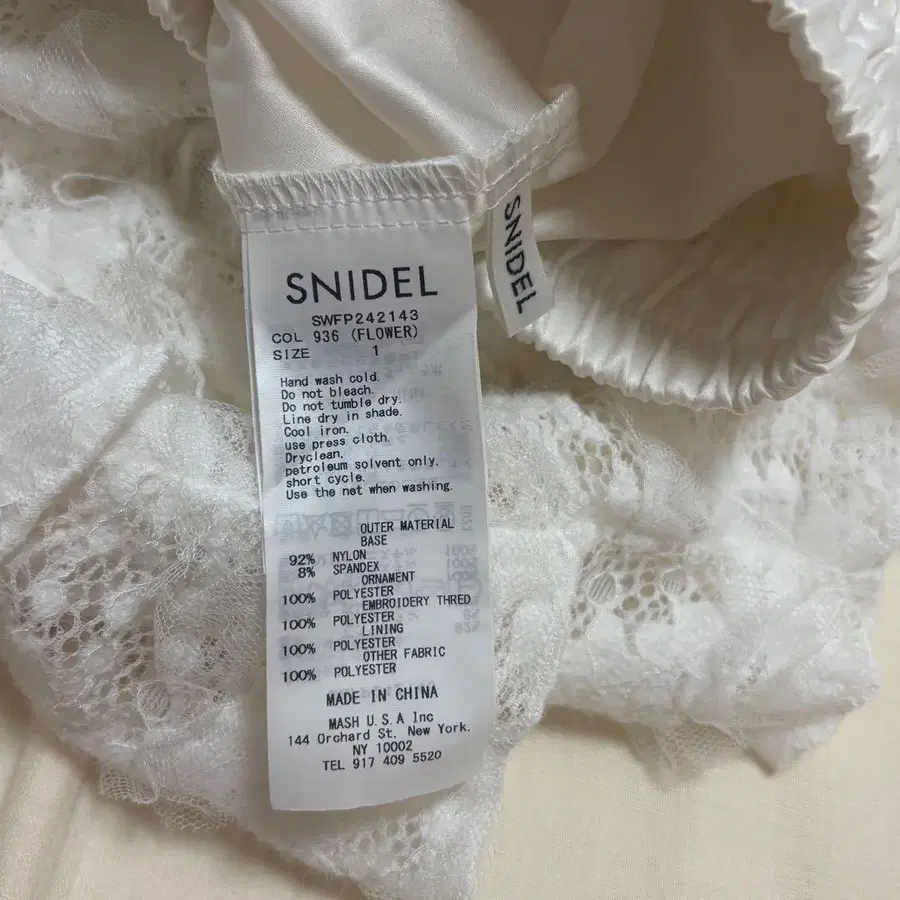 SNIDEL
SWFP242143
COL 936 (FLOWER)
SIZE 1
Hand wash cold.
Do not bleach.
Do not tumble dry.
Line dry in shade.
Cool iron.
use press cloth.
Dryclean,
petroleum solvent only.
short cycle.
Use the net when washing.
OUTER MATERIAL
BASE
92% NYLON
8% SPANDEX
ORNAMENT
100% POLYESTER
EMBROIDERY THRED
100% POLYESTER
LINING
100% POLYESTER
OTHER FABRIC
100% POLYESTER
MADE IN CHINA
MASH U.S.A Inc
144 Orchard St. New York.
NY 10002
TEL 917 409 5520
SNIDEL